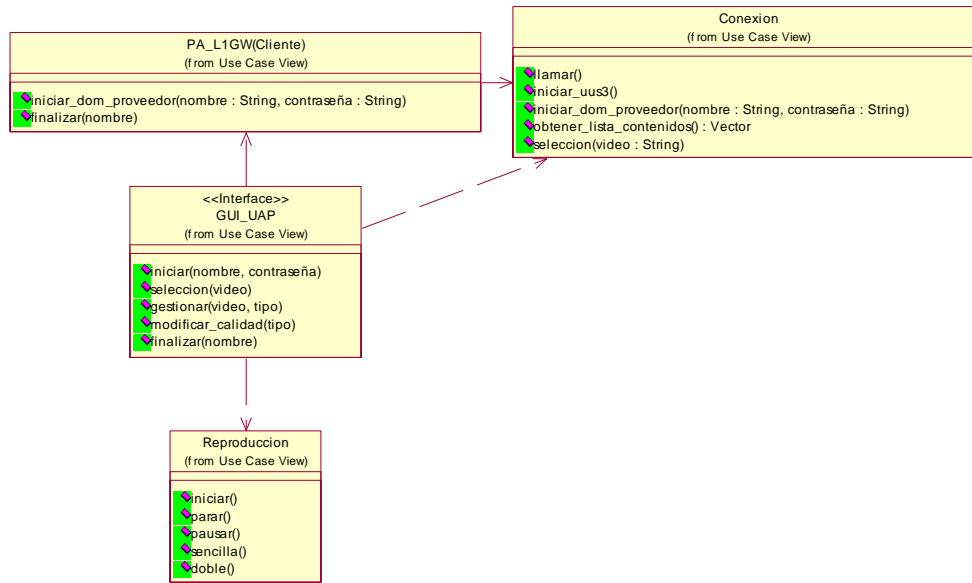 PA_L1GW(Cliente)
(from Use Case View)
iniciar_dom_proveedor(nombre : String, contraseña : String)
finalizar(nombre)
Conexion
(from Use Case View)
llamar()
iniciar_uus3()
iniciar_dom_proveedor(nombre : String, contraseña : String)
obtener_lista_contenidos() : Vector
seleccion(video : String)
<<Interface>>
GUI_UAP
(from Use Case View)
iniciar(nombre, contraseña)
seleccion(video)
gestionar(video, tipo)
modificar_calidad(tipo)
finalizar(nombre)
Reproduccion
(from Use Case View)
iniciar()
parar()
pausar()
sencilla()
doble()